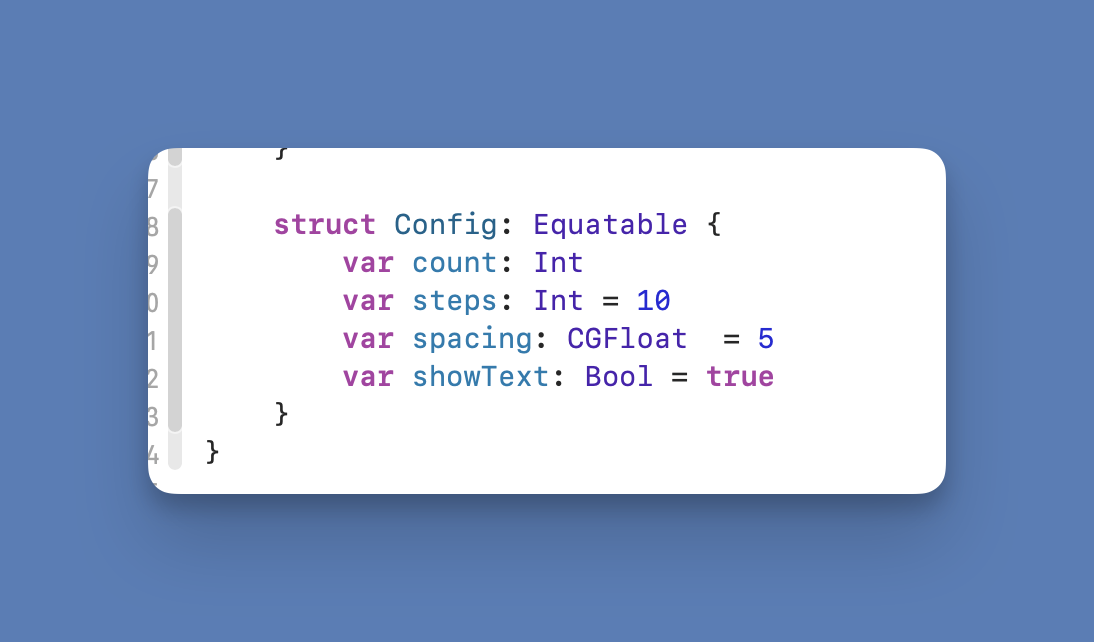 }
7
8 struct Config: Equatable {
9 var count: Int
0 var steps: Int = 10
1 var spacing: CGFloat  = 5
2 var showText: Bool = true
3 }
4 }